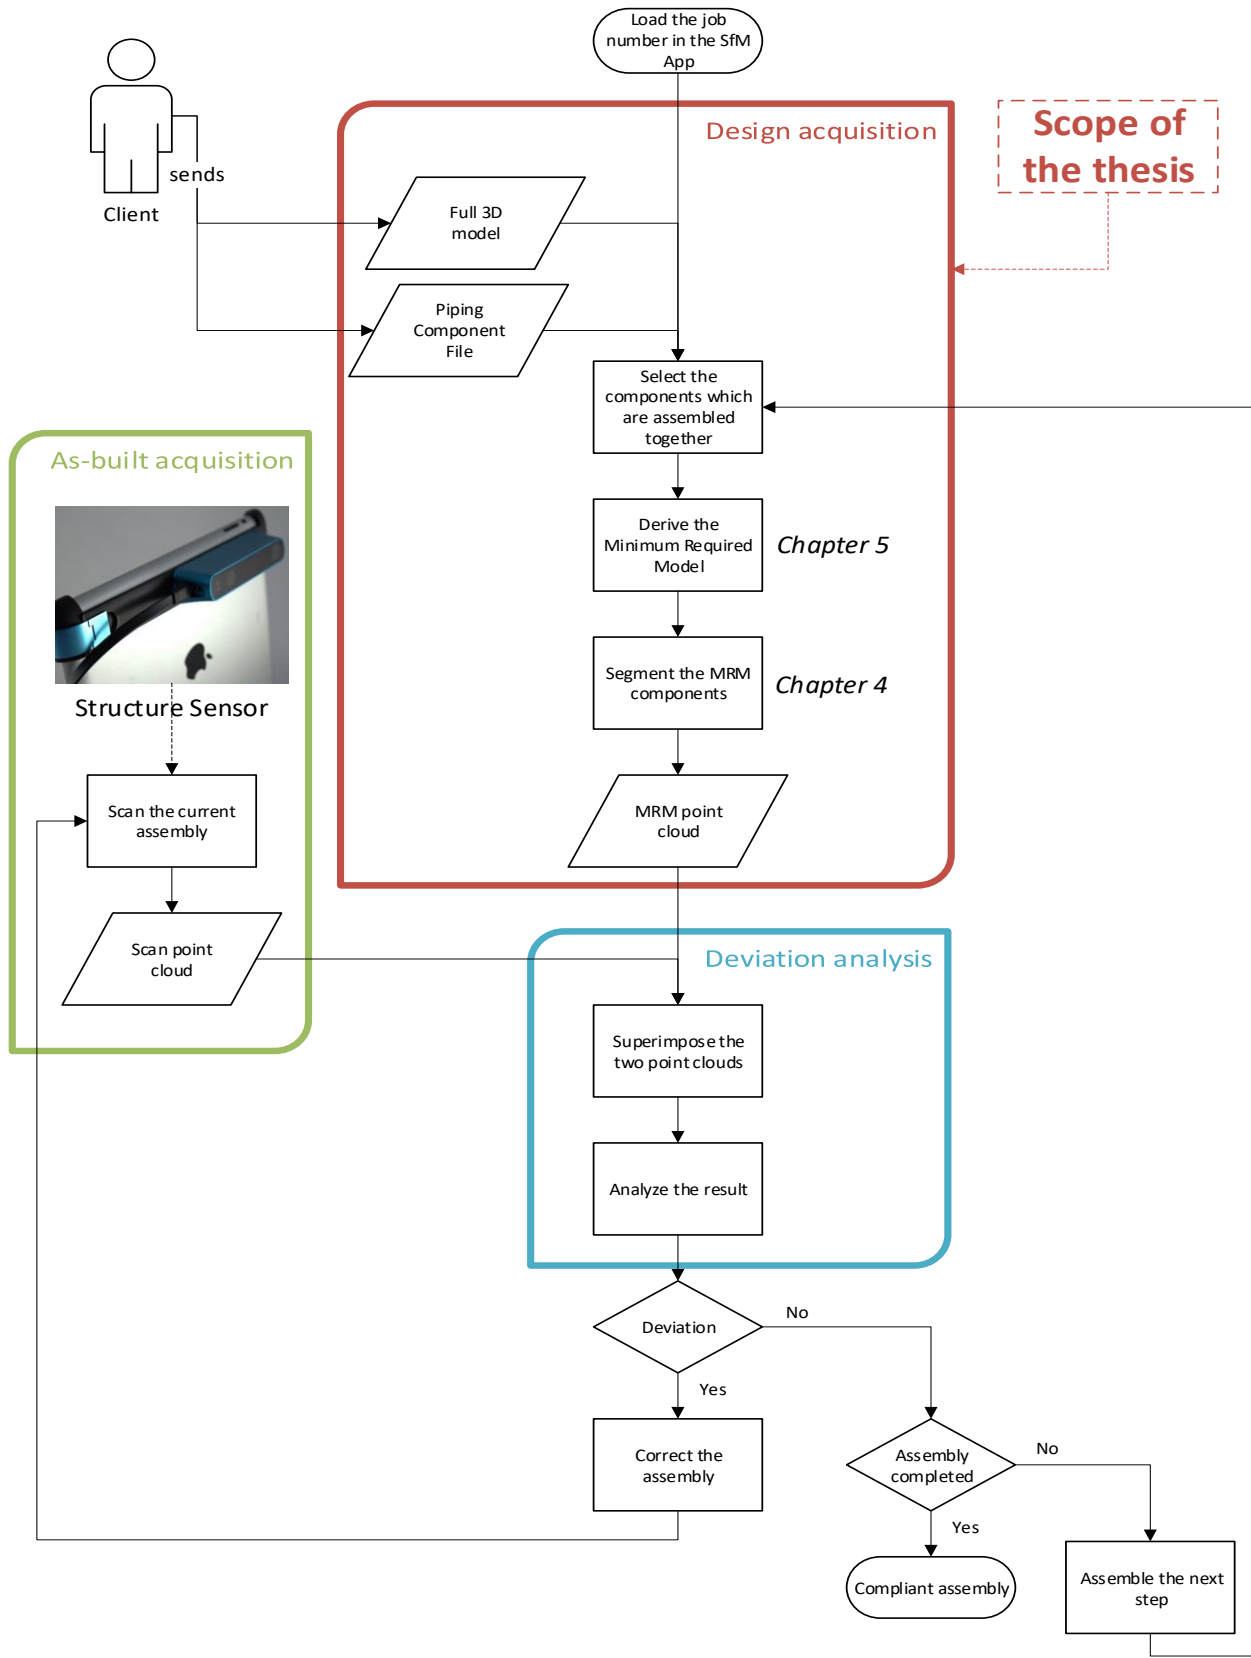 Load the job
number in the SfM
App
Design acquisition
Scope of
the thesis
sends
Client
Full 3D
model
Piping
Component
File
Select the
components which
are assembled
together
As-built acquisition
Derive the
Minimum Required
Model
Chapter 5
Segment the MRM
components
Chapter 4
Structure Sensor
Scan the current
assembly
MRM point
cloud
Scan point
cloud
Deviation analysis
Superimpose the
two point clouds
Analyze the result
Deviation
No
Yes
Correct the
assembly
Assembly
completed
No
Yes
Compliant assembly
Assemble the next
step